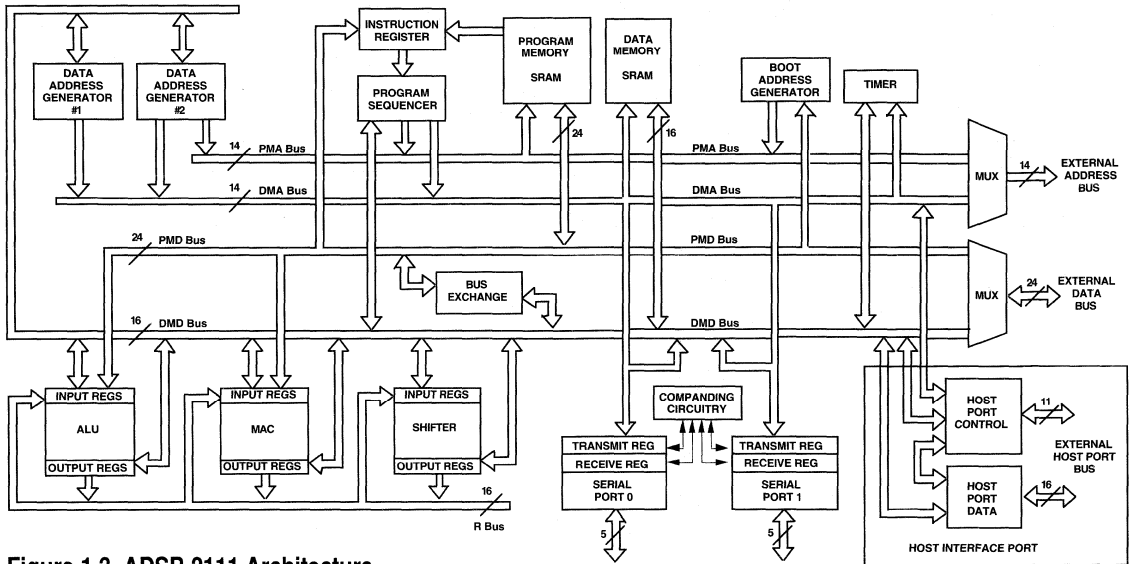 INSTRUCTION
REGISTER
PROGRAM
MEMORY
SRAM
DATA
MEMORY
SRAM
DATA
ADDRESS
GENERATOR
#1
DATA
ADDRESS
GENERATOR
#2
PROGRAM
SEQUENCER
BOOT
ADDRESS
GENERATOR
TIMER
24
16
14
PMA Bus
PMA Bus
14
DMA Bus
DMA Bus
MUX
14
EXTERNAL
ADDRESS
BUS
24
PMD Bus
PMD Bus
BUS
EXCHANGE
MUX
24
EXTERNAL
DATA
BUS
16
DMD Bus
DMD Bus
INPUT REGS
ALU
OUTPUT REGS
INPUT REGS
MAC
OUTPUT REGS
INPUT REGS
SHIFTER
OUTPUT REGS
16
R Bus
COMPANDING
CIRCUITRY
TRANSMIT REG
RECEIVE REG
SERIAL
PORT 0
5
TRANSMIT REG
RECEIVE REG
SERIAL
PORT 1
5
HOST
PORT
CONTROL
11
EXTERNAL
HOST PORT
BUS
HOST
PORT
DATA
16
HOST INTERFACE PORT
Figure 1.2 ADSP-2111 Architecture